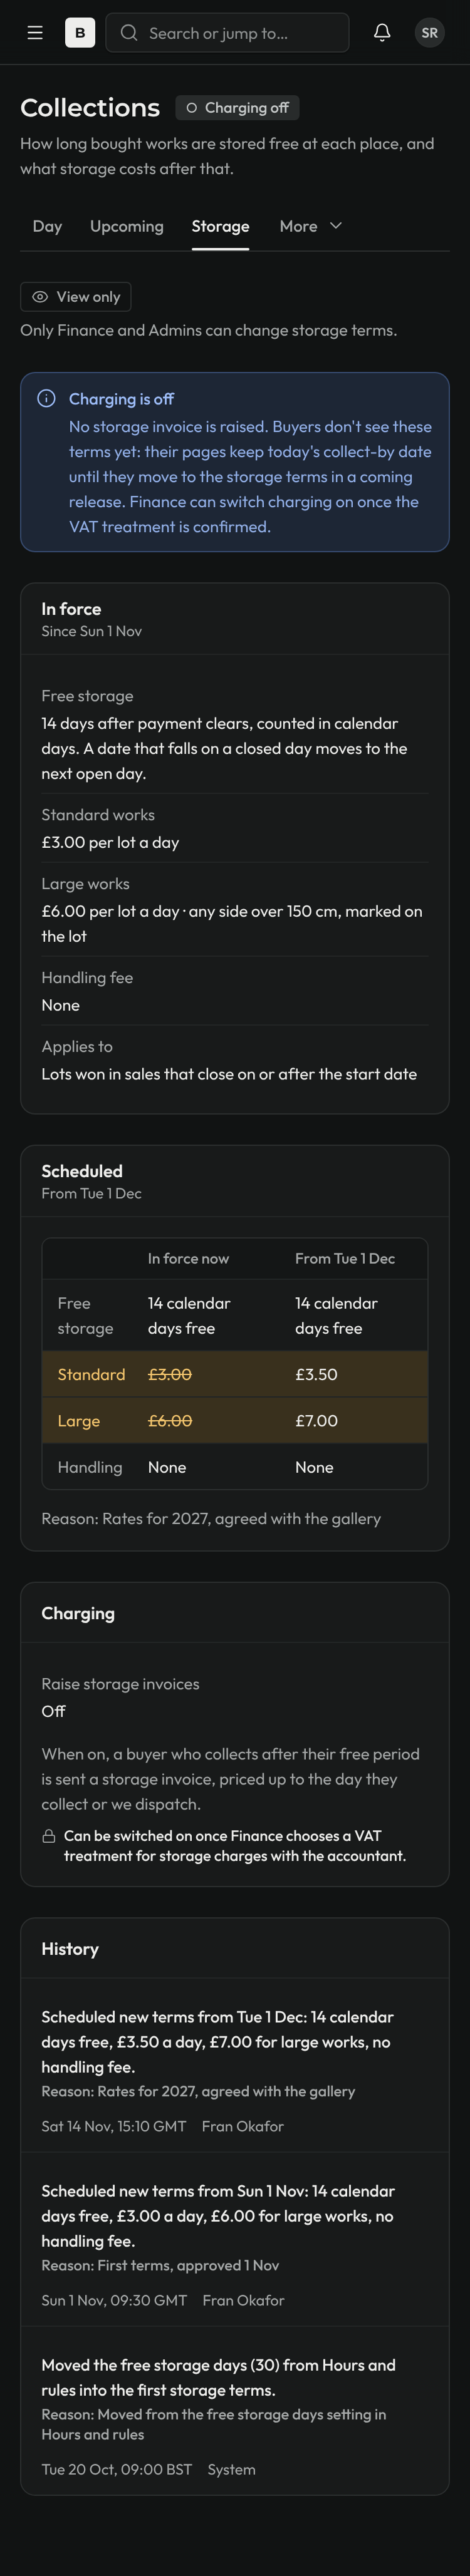 B
Search or jump to...
SR
Collections
Charging off
How long bought works are stored free at each place, and
what storage costs after that.
Day
Upcoming
Storage
More
View only
Only Finance and Admins can change storage terms.
Charging is off
No storage invoice is raised. Buyers don't see these
terms yet: their pages keep today's collect-by date
until they move to the storage terms in a coming
release. Finance can switch charging on once the
VAT treatment is confirmed.
In force
Since Sun 1 Nov
Free storage
14 days after payment clears, counted in calendar
days. A date that falls on a closed day moves to the
next open day.
Standard works
£3.00 per lot a day
Large works
£6.00 per lot a day · any side over 150 cm, marked on
the lot
Handling fee
None
Applies to
Lots won in sales that close on or after the start date
Scheduled
From Tue 1 Dec
In force now
From Tue 1 Dec
Free
storage
14 calendar
days free
14 calendar
days free
Standard
£3.00
£3.50
Large
£6.00
£7.00
Handling
None
None
Reason: Rates for 2027, agreed with the gallery
Charging
Raise storage invoices
Off
When on, a buyer who collects after their free period
is sent a storage invoice, priced up to the day they
collect or we dispatch.
Can be switched on once Finance chooses a VAT
treatment for storage charges with the accountant.
History
Scheduled new terms from Tue 1 Dec: 14 calendar
days free, £3.50 a day, £7.00 for large works, no
handling fee.
Reason: Rates for 2027, agreed with the gallery
Sat 14 Nov, 15:10 GMT
Fran Okafor
Scheduled new terms from Sun 1 Nov: 14 calendar
days free, £3.00 a day, £6.00 for large works, no
handling fee.
Reason: First terms, approved 1 Nov
Sun 1 Nov, 09:30 GMT
Fran Okafor
Moved the free storage days (30) from Hours and
rules into the first storage terms.
Reason: Moved from the free storage days setting in
Hours and rules
Tue 20 Oct, 09:00 BST
System